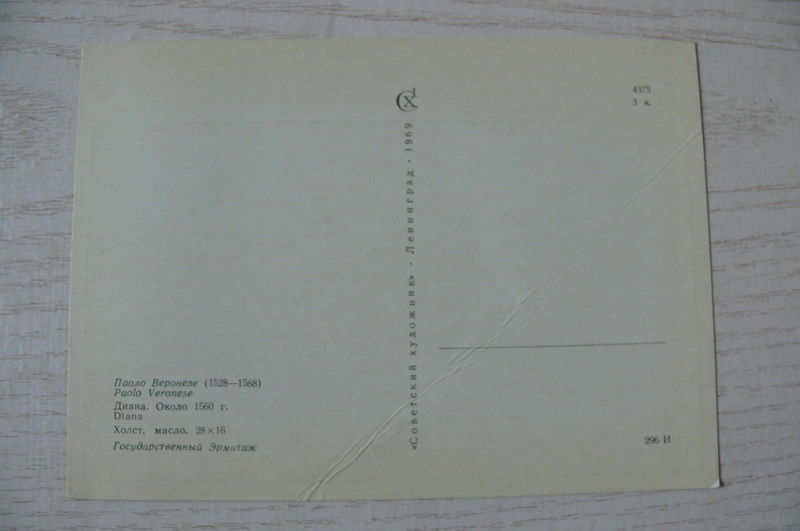 СХ
4375
3 к.
«Советский художник» · Ленинград · 1969
Паоло Веронезе (1528—1588)
Paolo Veronese
Диана. Около 1560 г.
Diana
Холст, масло. 28×16
Государственный Эрмитаж
296-И